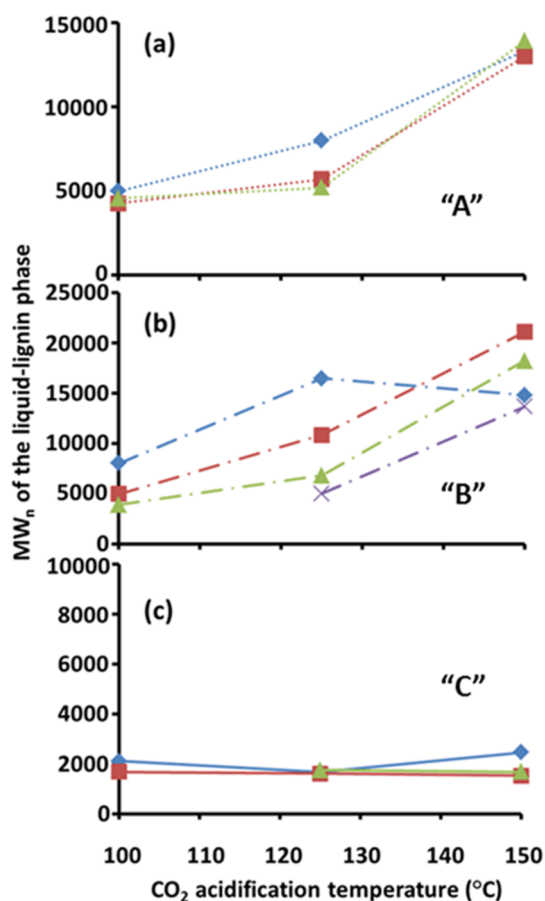 MWn of the liquid-lignin phase
(a)
15000
10000
5000
0
"A"
(b)
25000
20000
15000
10000
5000
0
"B"
(c)
10000
8000
6000
4000
2000
0
"C"
100 110 120 130 140 150
CO2 acidification temperature (°C)